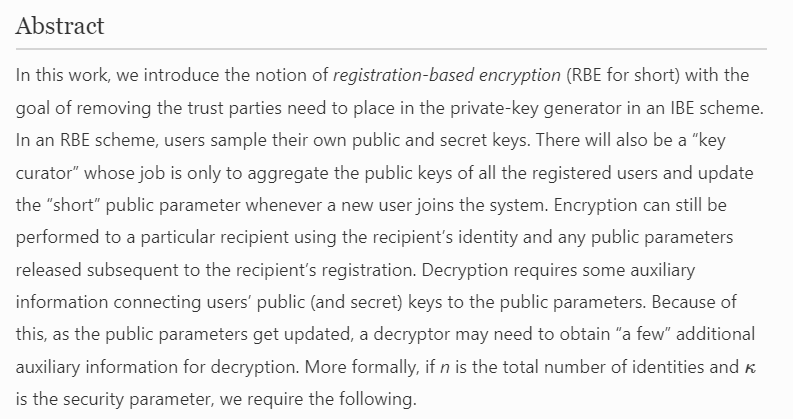 Abstract
In this work, we introduce the notion of registration-based encryption (RBE for short) with the
goal of removing the trust parties need to place in the private-key generator in an IBE scheme.
In an RBE scheme, users sample their own public and secret keys. There will also be a “key
curator” whose job is only to aggregate the public keys of all the registered users and update
the “short” public parameter whenever a new user joins the system. Encryption can still be
performed to a particular recipient using the recipient’s identity and any public parameters
released subsequent to the recipient’s registration. Decryption requires some auxiliary
information connecting users’ public (and secret) keys to the public parameters. Because of
this, as the public parameters get updated, a decryptor may need to obtain “a few” additional
auxiliary information for decryption. More formally, if n is the total number of identities and κ
is the security parameter, we require the following.